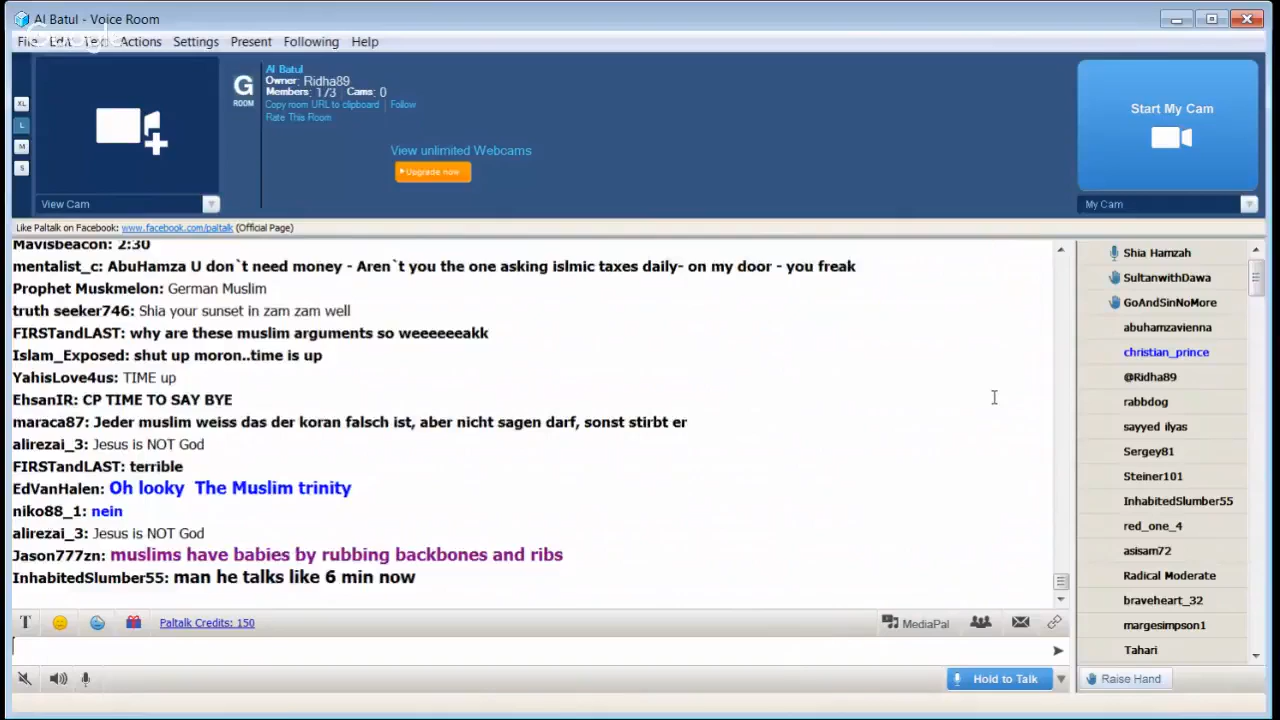 Al Batul - Voice Room
File Edit Text Actions Settings Present Following Help
Google
XL
L
M
S
View Cam
G
ROOM
Al Batul
Owner: Ridha89
Members: 173 Cams: 0
Copy room URL to clipboard | Follow
Rate This Room
View unlimited Webcams
Upgrade now
Start My Cam
My Cam
Like Paltalk on Facebook: www.facebook.com/paltalk (Official Page)
Mavisbeacon: 2:30
mentalist_c: AbuHamza U don`t need money - Aren`t you the one asking islmic taxes daily- on my door - you freak
Prophet Muskmelon: German Muslim
truth seeker746: Shia your sunset in zam zam well
FIRSTandLAST: why are these muslim arguments so weeeeeeakk
Islam_Exposed: shut up moron..time is up
YahisLove4us: TIME up
EhsanIR: CP TIME TO SAY BYE
maraca87: Jeder muslim weiss das der koran falsch ist, aber nicht sagen darf, sonst stirbt er
alirezai_3: Jesus is NOT God
FIRSTandLAST: terrible
EdVanHalen: Oh looky The Muslim trinity
niko88_1: nein
alirezai_3: Jesus is NOT God
Jason777zn: muslims have babies by rubbing backbones and ribs
InhabitedSlumber55: man he talks like 6 min now
Shia Hamzah
SultanwithDawa
GoAndSinNoMore
abuhamzavienna
christian_prince
@Ridha89
rabbdog
sayyed ilyas
Sergey81
Steiner101
InhabitedSlumber55
red_one_4
asisam72
Radical Moderate
braveheart_32
margesimpson1
Tahari
T
Paltalk Credits: 150
MediaPal
Hold to Talk
Raise Hand